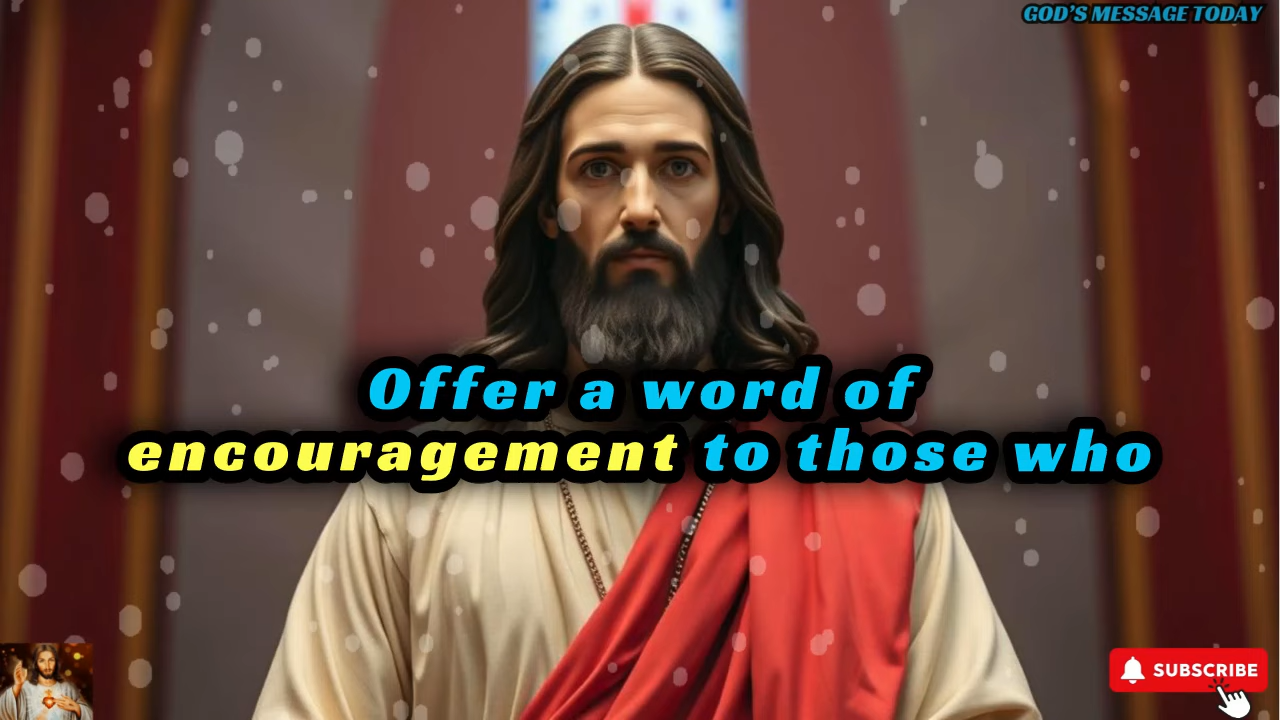 GOD'S MESSAGE TODAY
Offer a word of
encouragement to those who
SUBSCRIBE